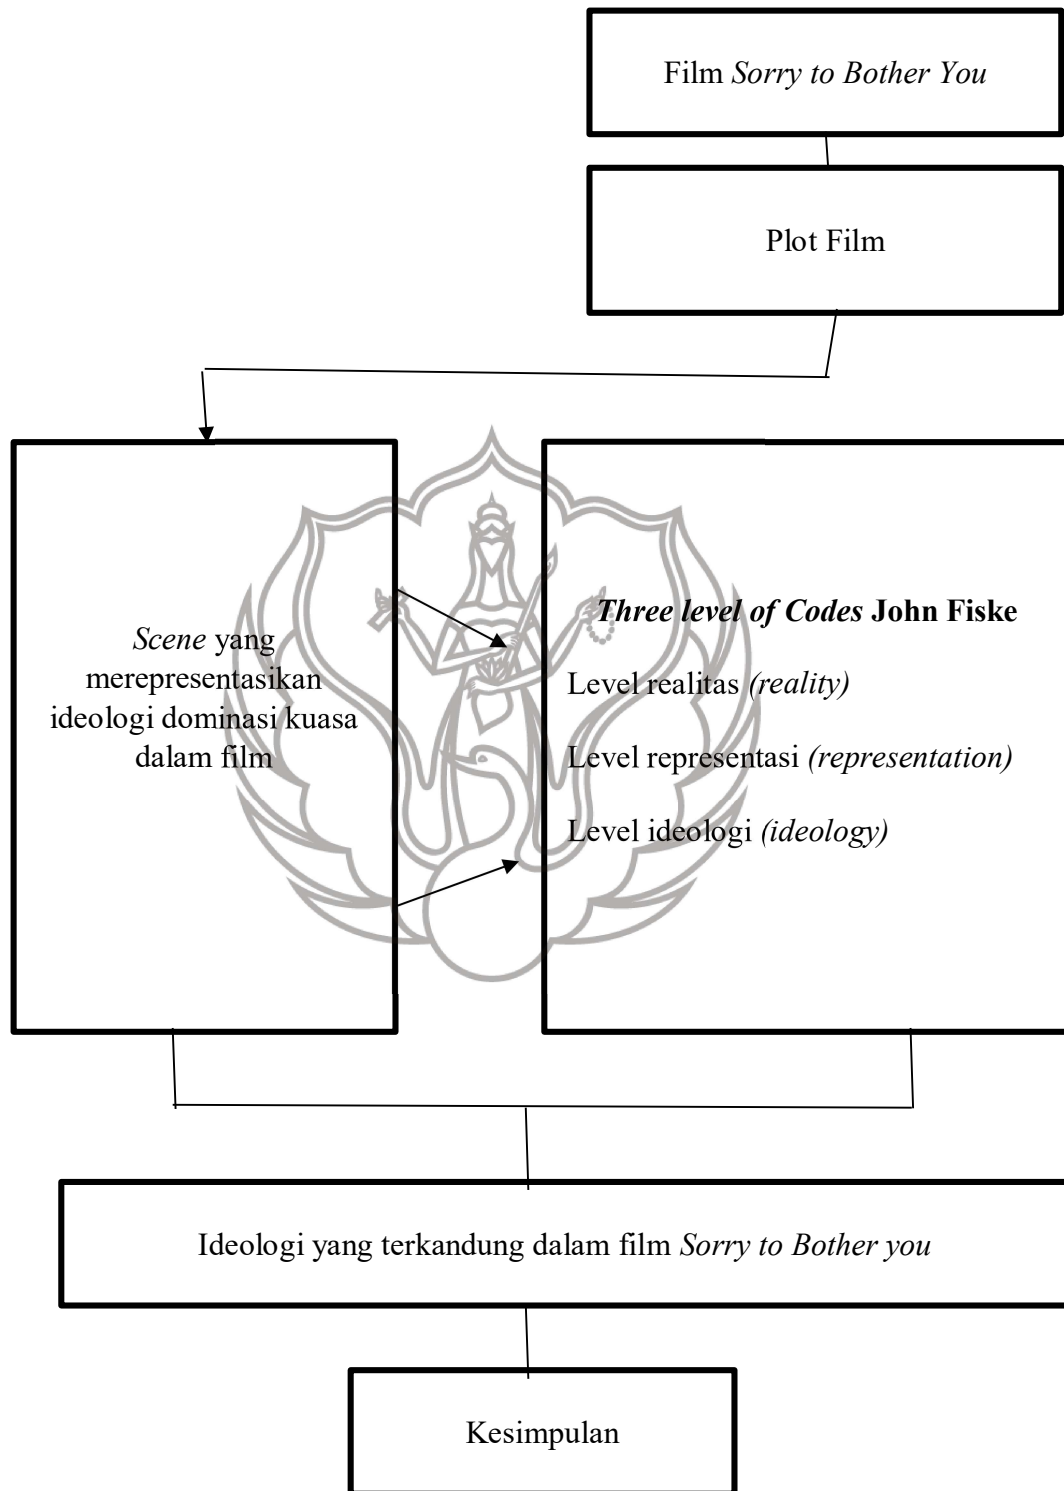 Film Sorry to Bother You
Plot Film
Scene yang
merepresentasikan
ideologi dominasi kuasa
dalam film
Three level of Codes John Fiske
Level realitas (reality)
Level representasi (representation)
Level ideologi (ideology)
Ideologi yang terkandung dalam film Sorry to Bother you
Kesimpulan